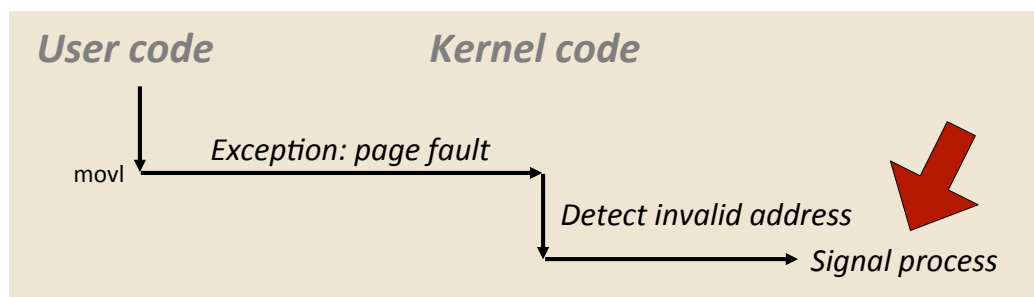 User code
Kernel code
Exception: page fault
movl
Detect invalid address
Signal process